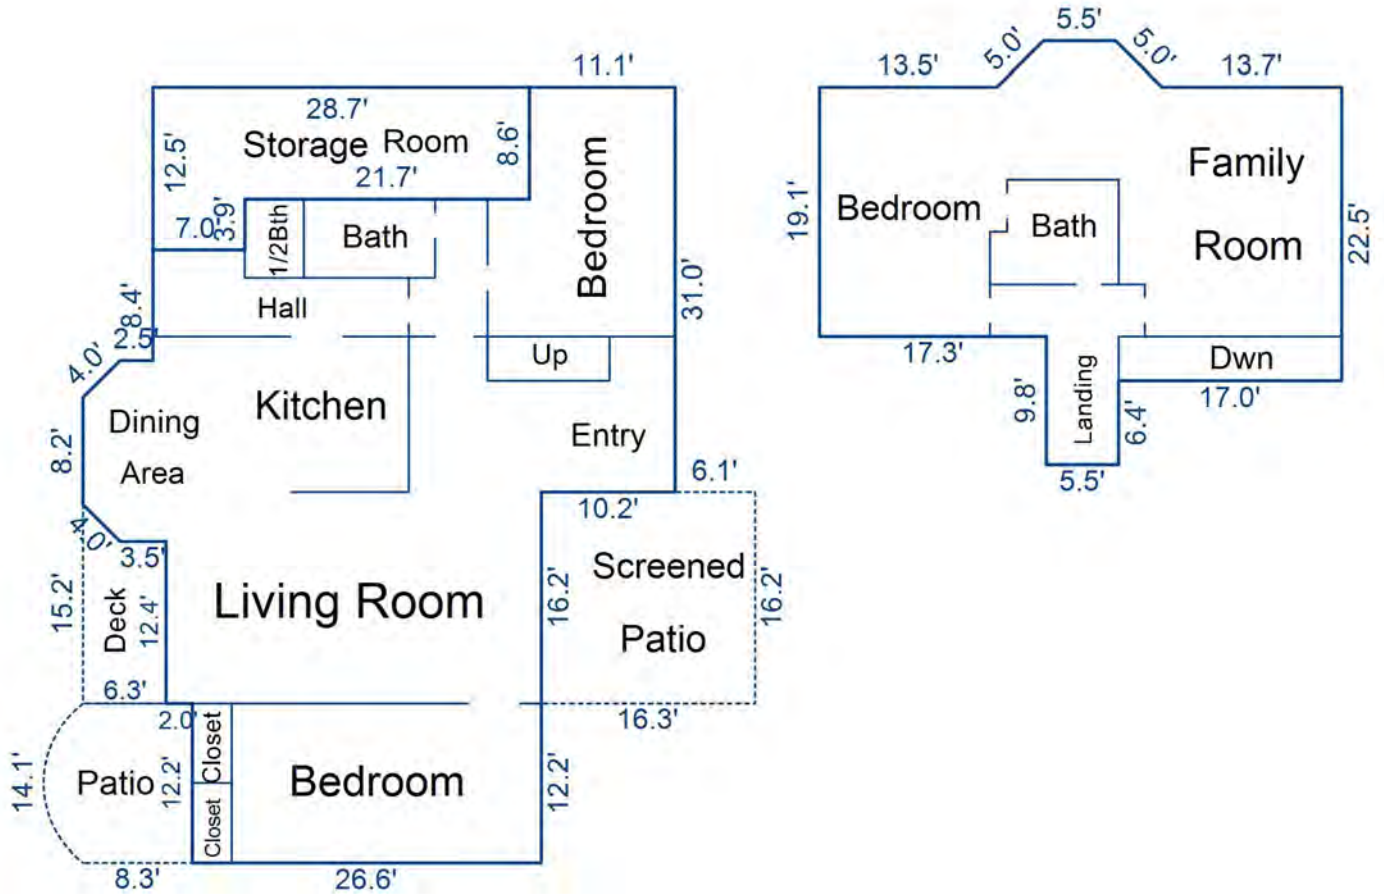 11.1'
28.7'
Storage Room
12.5'
8.6'
21.7'
7.0'
3.9'
1/2Bth
Bath
Bedroom
31.0'
Hall
8.4'
2.5'
4.0'
Up
Kitchen
Dining
Area
8.2'
Entry
6.1'
10.2'
4.0'
3.5'
15.2'
Deck
12.4'
Living Room
16.2'
Screened
Patio
16.2'
6.3'
2.0'
16.3'
Closet
14.1'
Patio
12.2'
Closet
Bedroom
12.2'
8.3'
26.6'
5.5'
5.0'
5.0'
13.5'
13.7'
Family
Room
19.1'
Bedroom
Bath
22.5'
17.3'
Dwn
17.0'
9.8'
Landing
6.4'
5.5'